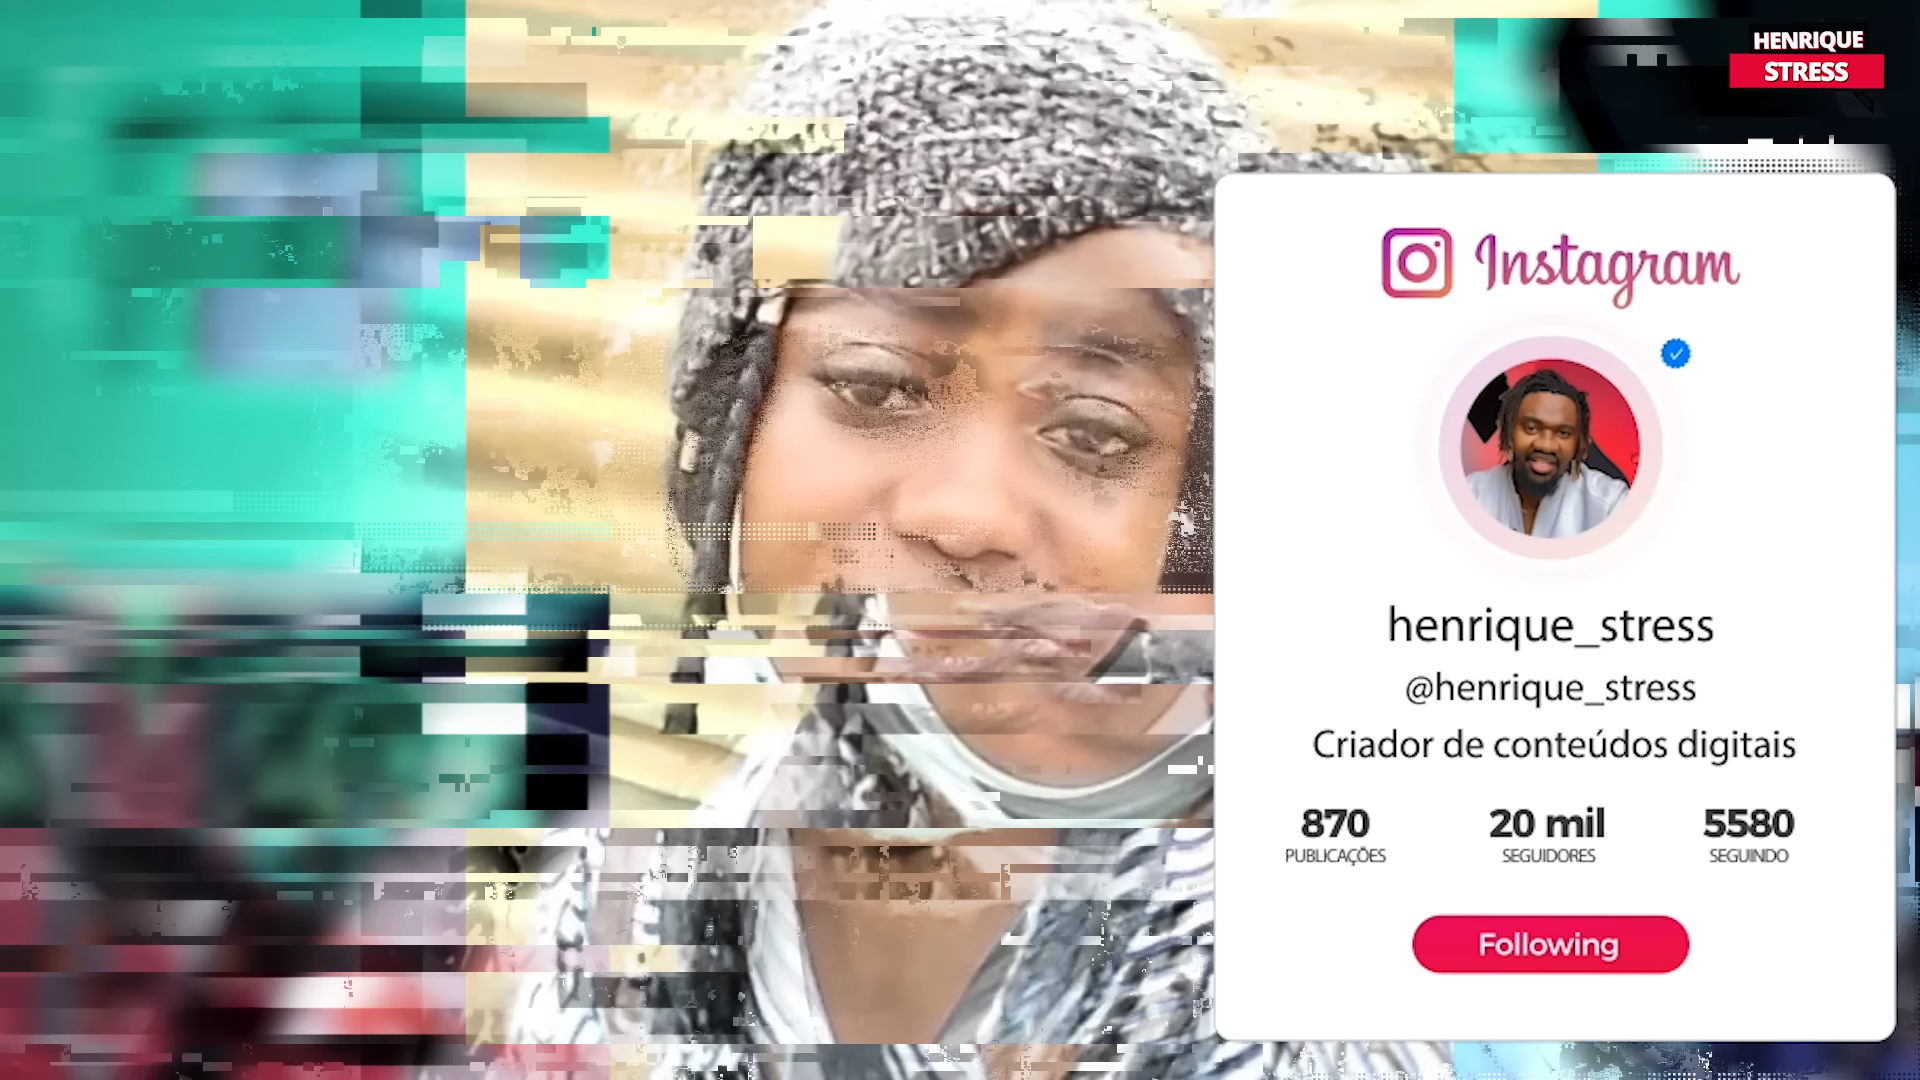 HENRIQUE
STRESS
Instagram
henrique_stress
@henrique_stress
Criador de conteúdos digitais
870 20 mil 5580
PUBLICAÇÕES SEGUIDORES SEGUINDO
Following